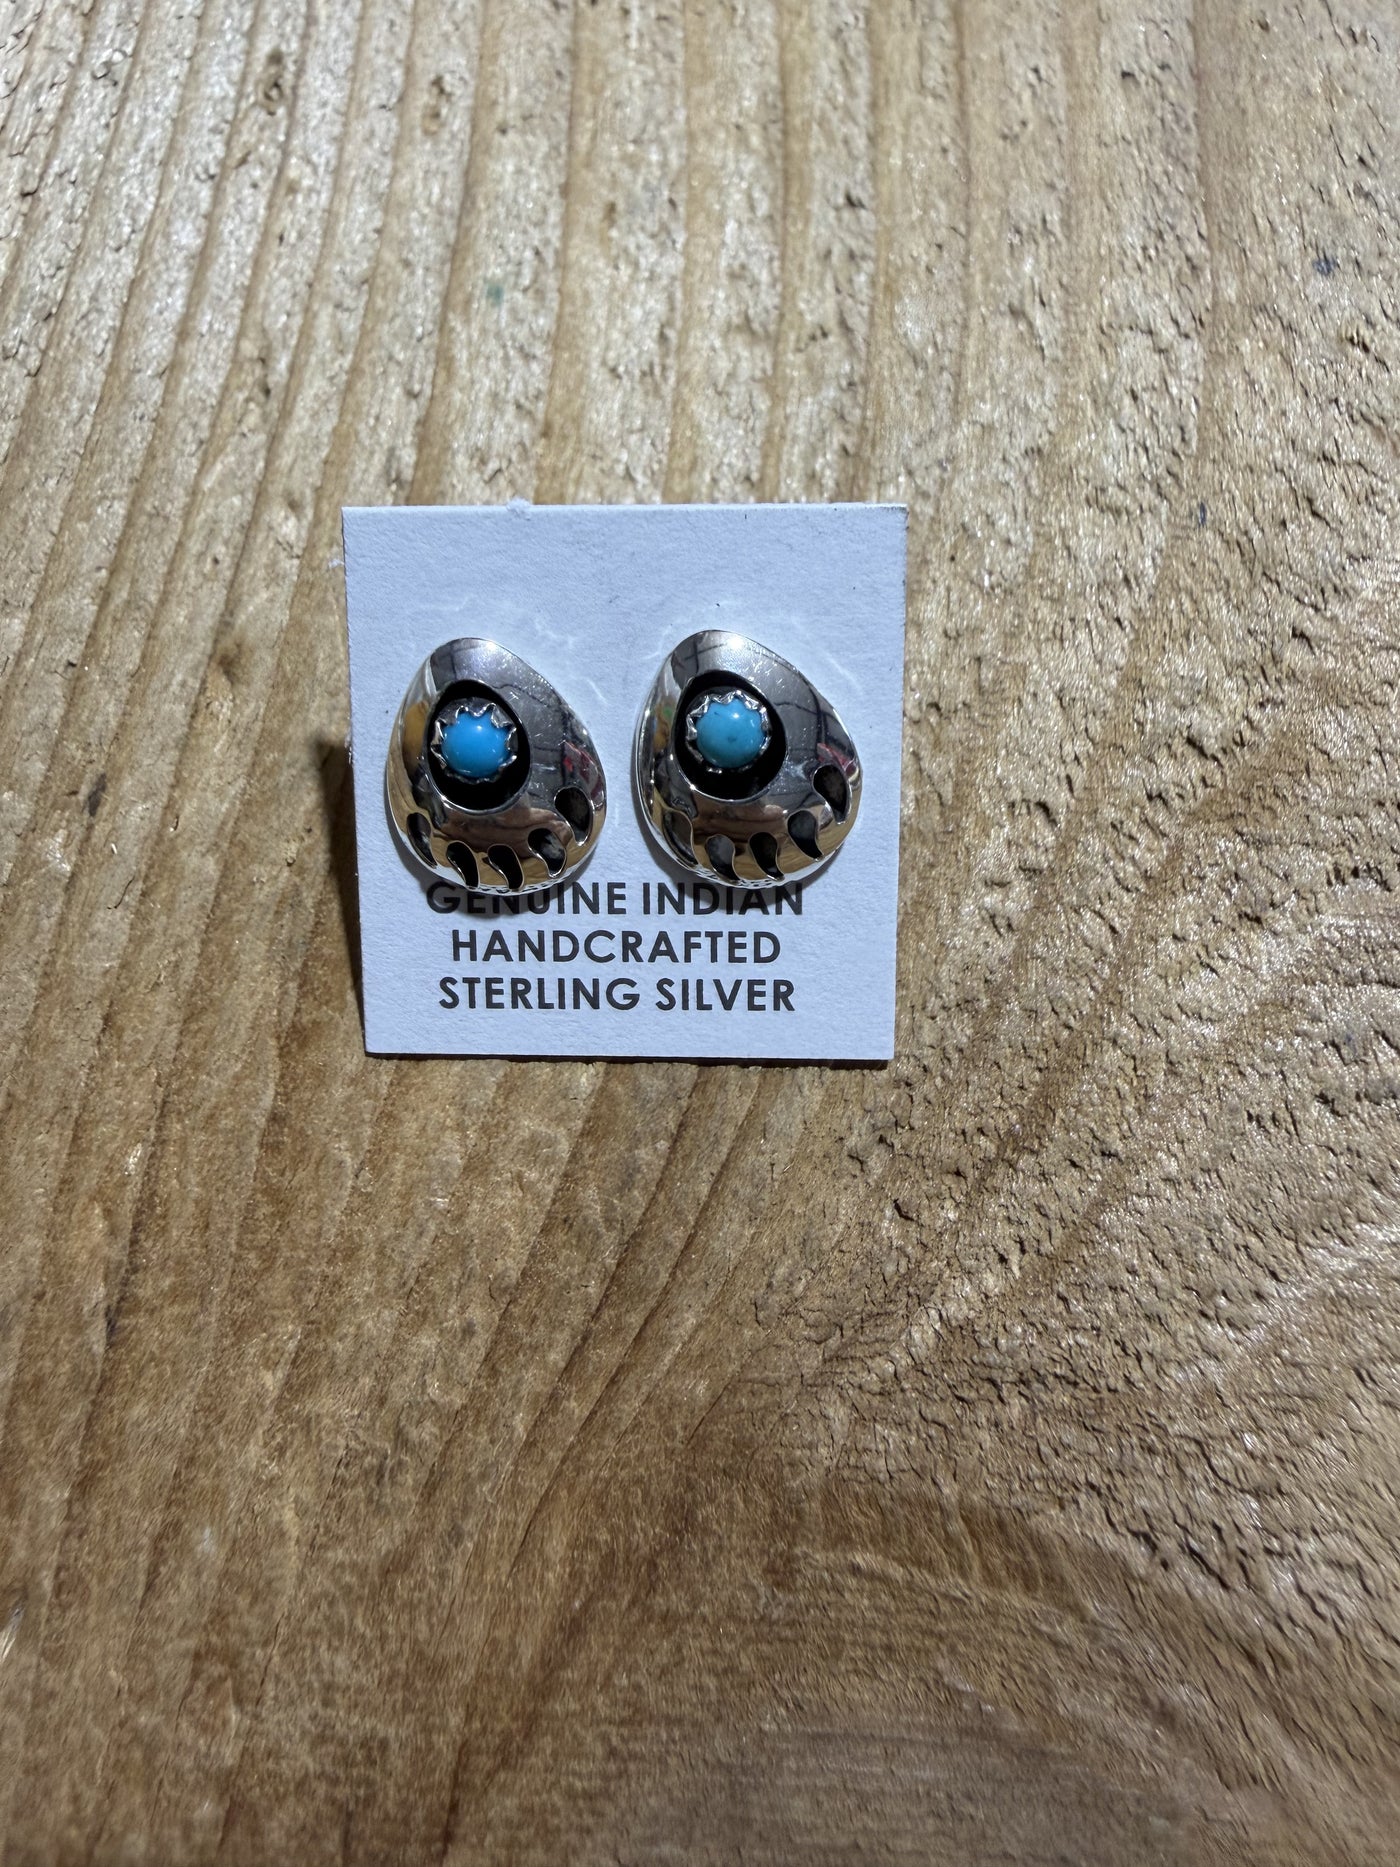 GENUINE INDIAN
HANDCRAFTED
STERLING SILVER